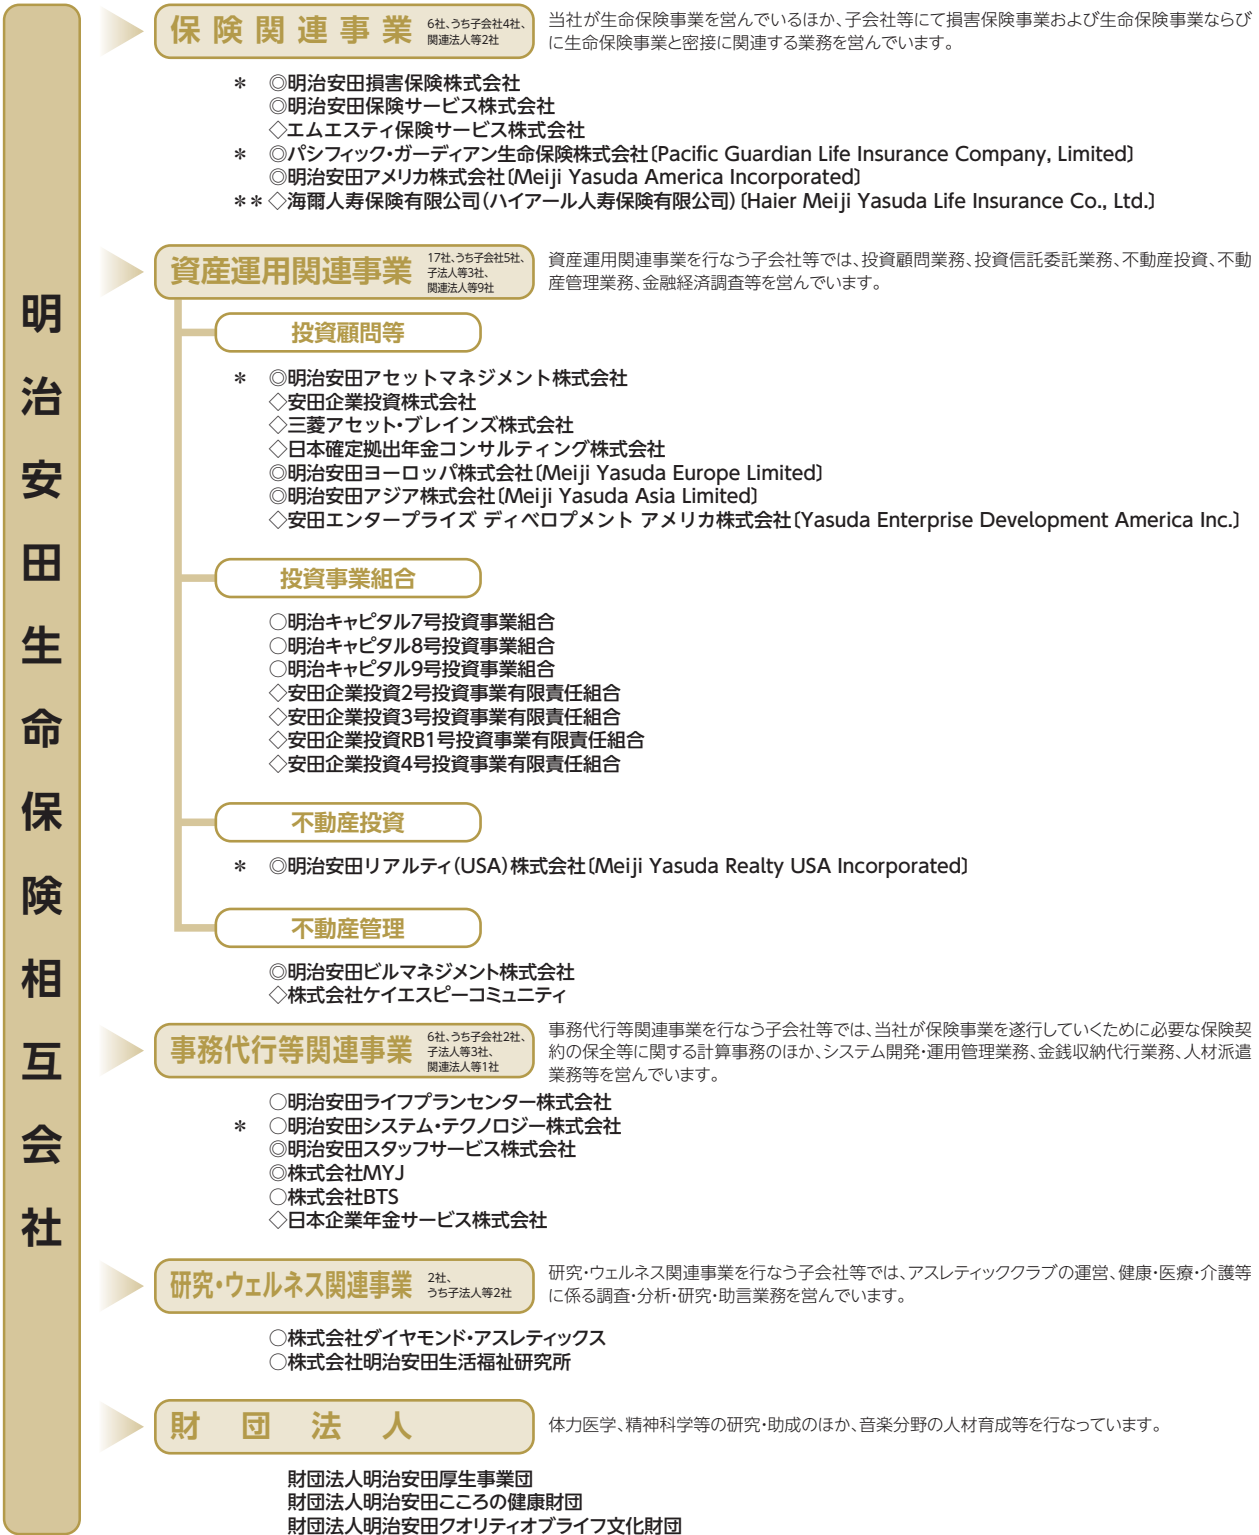 明治安田生命保険相互会社
保険関連事業
6社、うち子会社4社、
関連法人等2社
当社が生命保険事業を営んでいるほか、子会社等にて損害保険事業および生命保険事業ならび
に生命保険事業と密接に関連する業務を営んでいます。
＊ ◎明治安田損害保険株式会社
◎明治安田保険サービス株式会社
◇エムエスティ保険サービス株式会社
＊ ◎パシフィック・ガーディアン生命保険株式会社〔Pacific Guardian Life Insurance Company, Limited〕
◎明治安田アメリカ株式会社〔Meiji Yasuda America Incorporated〕
＊＊◇海爾人寿保険有限公司（ハイアール人寿保険有限公司）〔Haier Meiji Yasuda Life Insurance Co., Ltd.〕
資産運用関連事業
17社、うち子会社5社、
子法人等3社、
関連法人等9社
資産運用関連事業を行なう子会社等では、投資顧問業務、投資信託委託業務、不動産投資、不動
産管理業務、金融経済調査等を営んでいます。
投資顧問等
＊ ◎明治安田アセットマネジメント株式会社
◇安田企業投資株式会社
◇三菱アセット・ブレインズ株式会社
◇日本確定拠出年金コンサルティング株式会社
◎明治安田ヨーロッパ株式会社〔Meiji Yasuda Europe Limited〕
◎明治安田アジア株式会社〔Meiji Yasuda Asia Limited〕
◇安田エンタープライズ ディベロプメント アメリカ株式会社〔Yasuda Enterprise Development America Inc.〕
投資事業組合
○明治キャピタル7号投資事業組合
○明治キャピタル8号投資事業組合
○明治キャピタル9号投資事業組合
◇安田企業投資2号投資事業有限責任組合
◇安田企業投資3号投資事業有限責任組合
◇安田企業投資RB1号投資事業有限責任組合
◇安田企業投資4号投資事業有限責任組合
不動産投資
＊ ◎明治安田リアルティ（USA）株式会社〔Meiji Yasuda Realty USA Incorporated〕
不動産管理
◎明治安田ビルマネジメント株式会社
◇株式会社ケイエスピーコミュニティ
事務代行等関連事業
6社、うち子会社2社、
子法人等3社、
関連法人等1社
事務代行等関連事業を行なう子会社等では、当社が保険事業を遂行していくために必要な保険契
約の保全等に関する計算事務のほか、システム開発・運用管理業務、金銭収納代行業務、人材派遣
業務等を営んでいます。
○明治安田ライフプランセンター株式会社
＊ ○明治安田システム・テクノロジー株式会社
◎明治安田スタッフサービス株式会社
◎株式会社MYJ
○株式会社BTS
◇日本企業年金サービス株式会社
研究・ウェルネス関連事業
2社、
うち子法人等2社
研究・ウェルネス関連事業を行なう子会社等では、アスレティッククラブの運営、健康・医療・介護等
に係る調査・分析・研究・助言業務を営んでいます。
○株式会社ダイヤモンド・アスレティックス
○株式会社明治安田生活福祉研究所
財団法人
体力医学、精神科学等の研究・助成のほか、音楽分野の人材育成等を行なっています。
財団法人明治安田厚生事業団
財団法人明治安田こころの健康財団
財団法人明治安田クオリティオブライフ文化財団